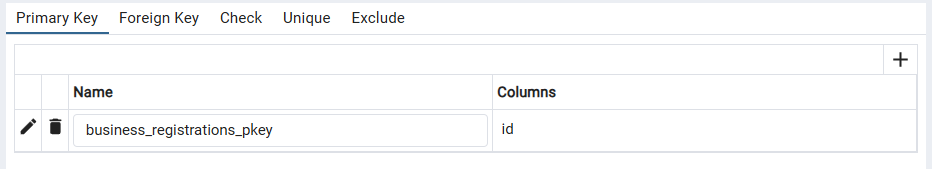 Primary Key Foreign Key Check Unique Exclude
Name Columns
business_registrations_pkey id